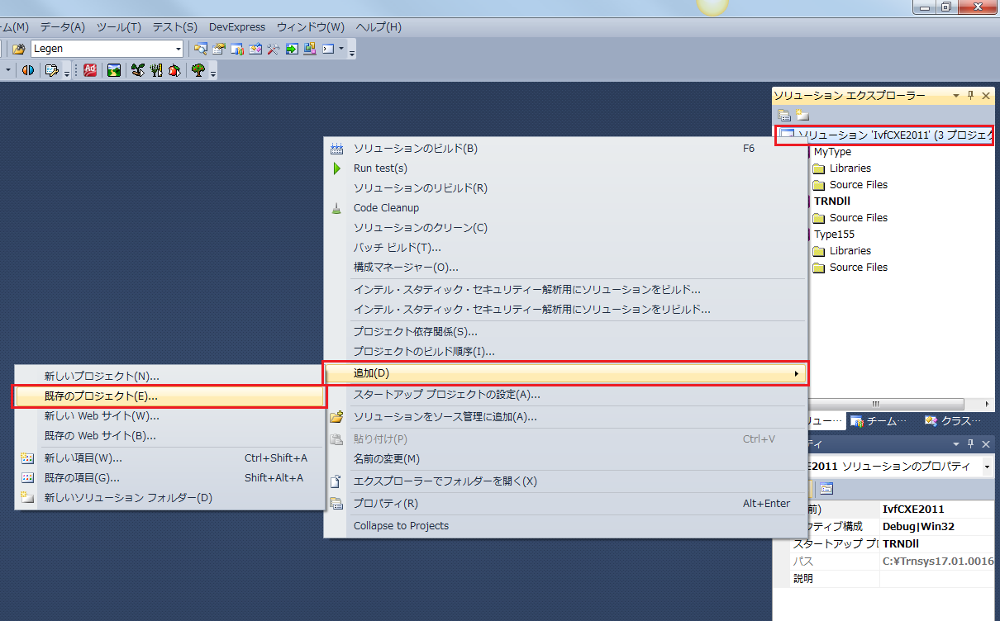 ーム(M) データ(A) ツール(T) テスト(S) DevExpress ウィンドウ(W) ヘルプ(H)
Legen
Ad
ソリューション エクスプローラー
ソリューション 'IvfCXE2011' (3 プロジェク
MyType
Libraries
Source Files
TRNDll
Source Files
Type155
Libraries
Source Files
ソリューションのビルド(B) F6
Run test(s)
ソリューションのリビルド(R)
Code Cleanup
ソリューションのクリーン(C)
バッチ ビルド(T)...
構成マネージャー(O)...
インテル・スタティック・セキュリティー解析用にソリューションをビルド...
インテル・スタティック・セキュリティー解析用にソリューションをリビルド...
プロジェクト依存関係(S)...
プロジェクトのビルド順序(I)...
追加(D)
スタートアップ プロジェクトの設定(A)...
ソリューションをソース管理に追加(A)...
貼り付け(P) Ctrl+V
名前の変更(M)
エクスプローラーでフォルダーを開く(X)
プロパティ(R) Alt+Enter
Collapse to Projects
新しいプロジェクト(N)...
既存のプロジェクト(E)...
新しい Web サイト(W)...
既存の Web サイト(B)...
新しい項目(W)... Ctrl+Shift+A
既存の項目(G)... Shift+Alt+A
新しいソリューション フォルダー(D)
リュー… チーム… クラス…
ティ
E2011 ソリューションのプロパティ
前) IvfCXE2011
クティブ構成 Debug|Win32
スタートアップ プロ TRNDll
パス C:¥Trnsys17.01.0016
説明